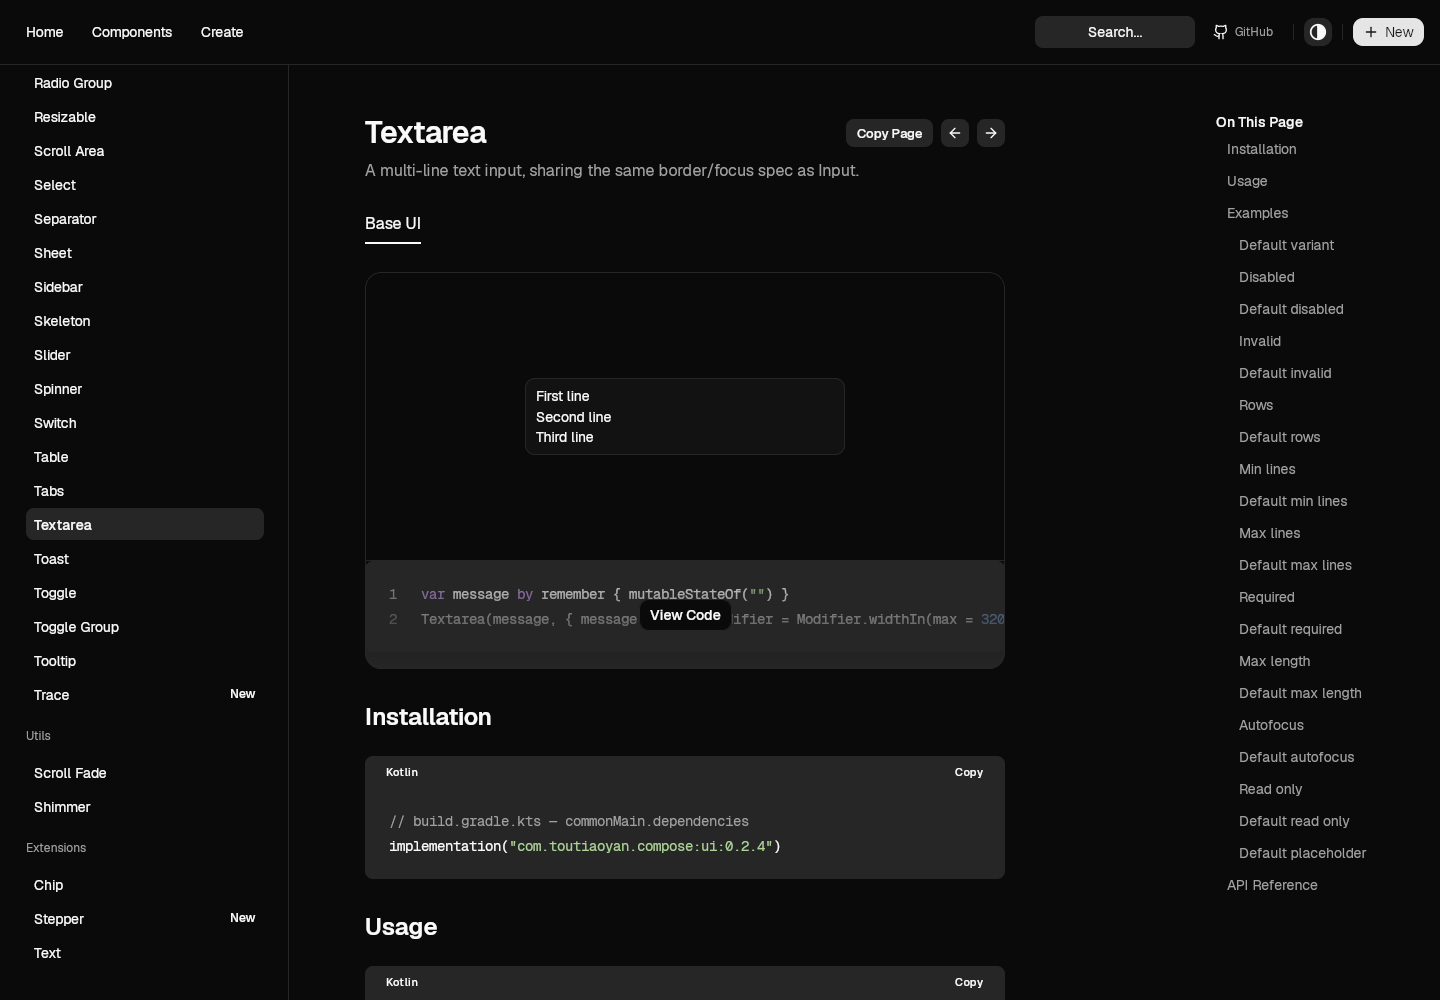 Home
Components
Create
Search...
GitHub
New
Radio Group
Resizable
Scroll Area
Select
Separator
Sheet
Sidebar
Skeleton
Slider
Spinner
Switch
Table
Tabs
Textarea
Toast
Toggle
Toggle Group
Tooltip
Trace New
Utils
Scroll Fade
Shimmer
Extensions
Chip
Stepper New
Text
Textarea
Copy Page
A multi-line text input, sharing the same border/focus spec as Input.
Base UI
First line
Second line
Third line
1 var message by remember { mutableStateOf("") }
2 Textarea(message, { message
ifier = Modifier.widthIn(max = 320
View Code
Installation
Kotlin
Copy
// build.gradle.kts — commonMain.dependencies
implementation("com.toutiaoyan.compose:ui:0.2.4")
Usage
Kotlin
Copy
On This Page
Installation
Usage
Examples
Default variant
Disabled
Default disabled
Invalid
Default invalid
Rows
Default rows
Min lines
Default min lines
Max lines
Default max lines
Required
Default required
Max length
Default max length
Autofocus
Default autofocus
Read only
Default read only
Default placeholder
API Reference